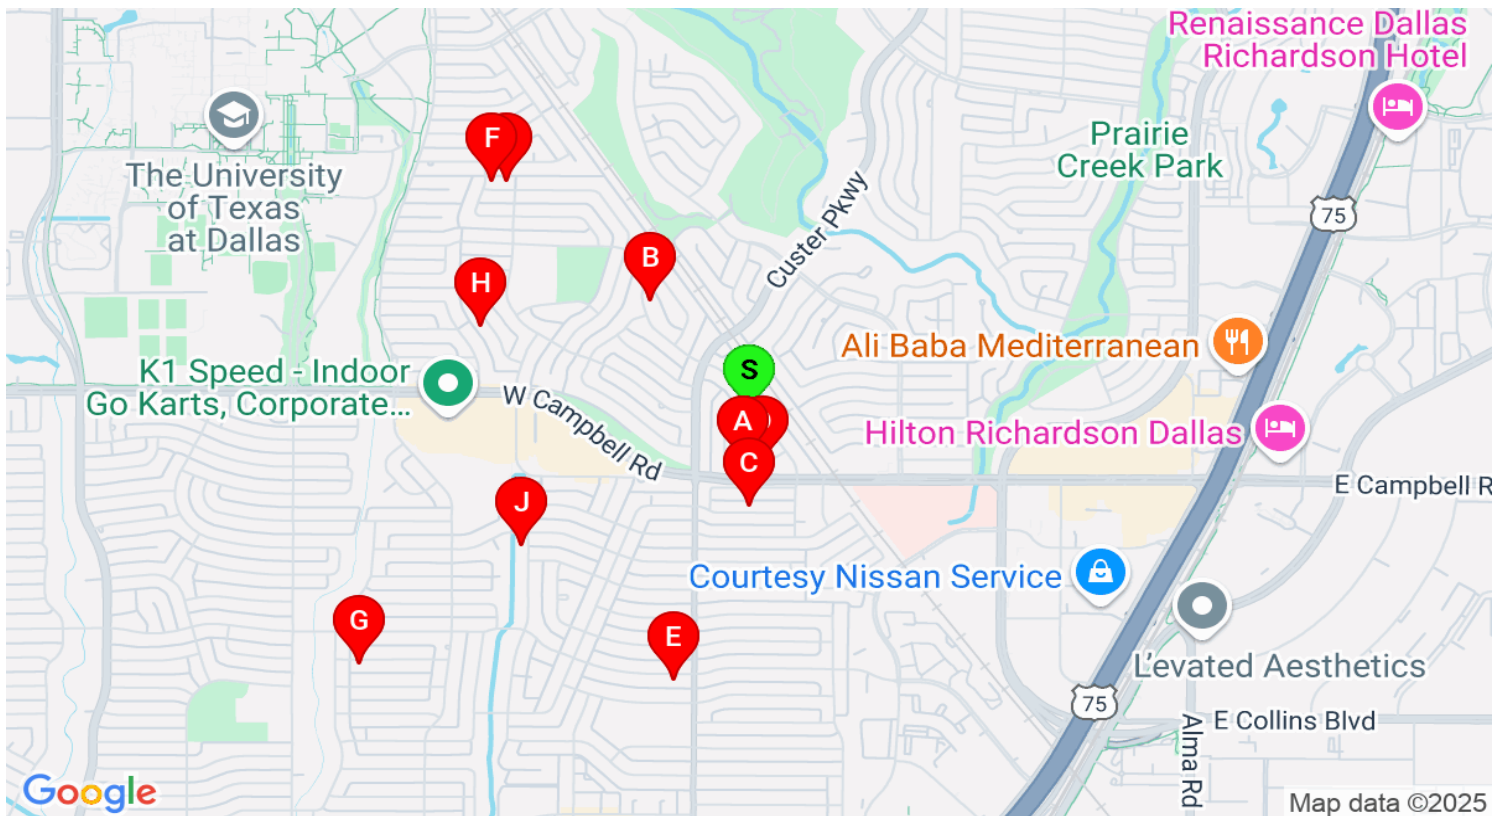 Renaissance Dallas
Richardson Hotel
Prairie
Creek Park
The University
of Texas
at Dallas
F
75
Custer Pkwy
B
H
Ali Baba Mediterranean
K1 Speed - Indoor
Go Karts, Corporate...
S
W Campbell Rd
A
Hilton Richardson Dallas
C
E Campbell R
J
Courtesy Nissan Service
G
E
L'evated Aesthetics
75
E Collins Blvd
Alma Rd
Google
Map data ©2025